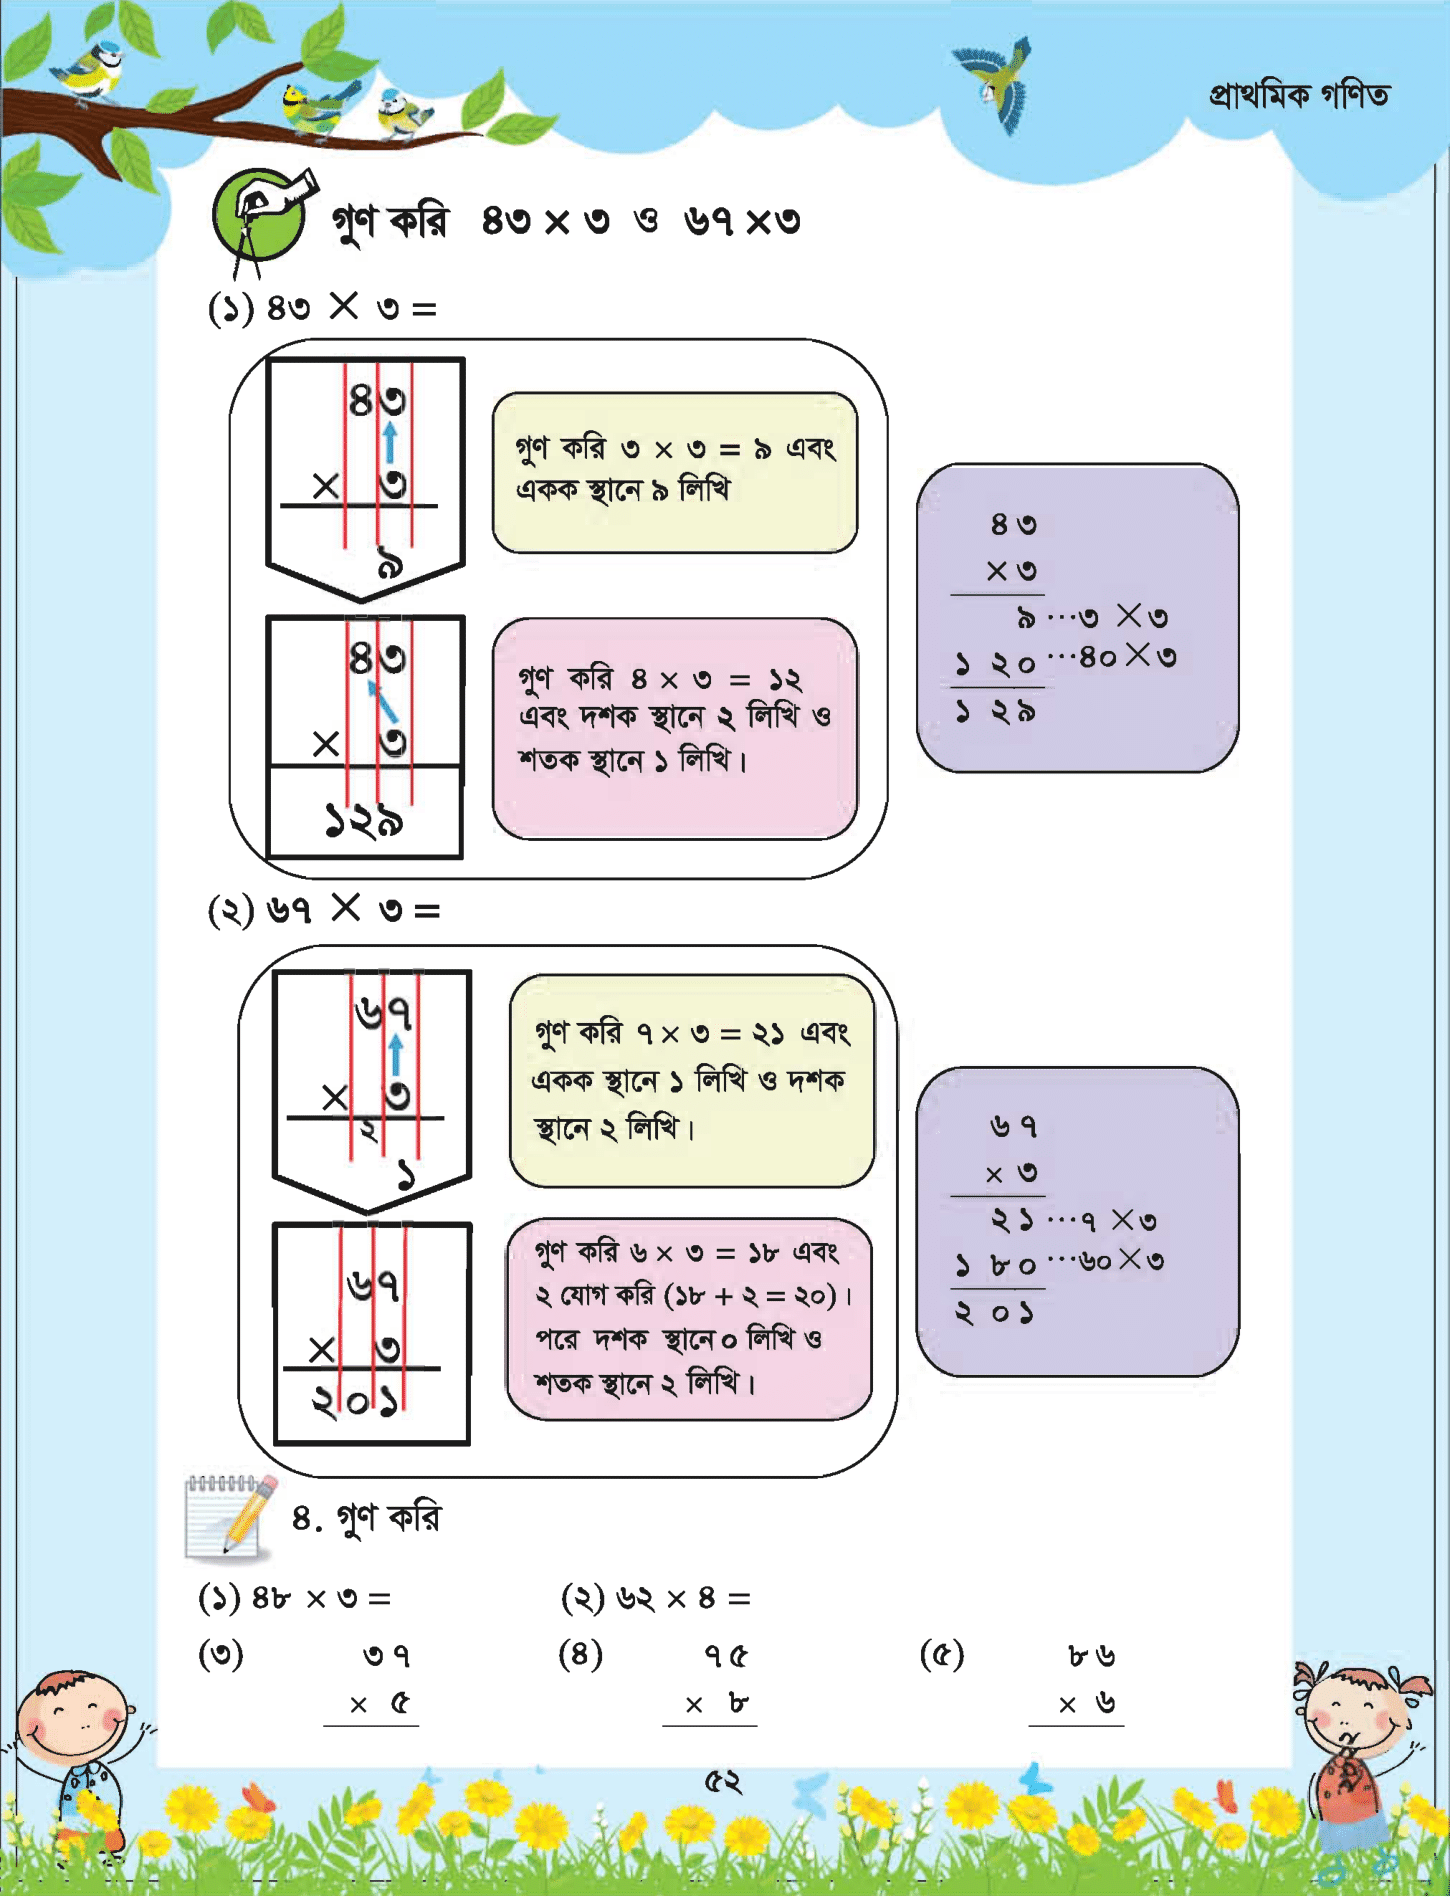 প্রাথমিক গণিত
গুণ করি ৪৩ × ৩ ও ৬৭ ×৩
(১) ৪৩ × ৩ =
৪৩
× ৩
৯
গুণ করি ৩ × ৩ = ৯ এবং
একক স্থানে ৯ লিখি
৪৩
× ৩
১২৯
গুণ করি ৪ × ৩ = ১২
এবং দশক স্থানে ২ লিখি ও
শতক স্থানে ১ লিখি।
৪৩
×৩
৯ ···৩ ×৩
১ ২০ ···৪০×৩
১ ২৯
(২) ৬৭ × ৩ =
৬৭
× ৩
২
১
গুণ করি ৭ × ৩ = ২১ এবং
একক স্থানে ১ লিখি ও দশক
স্থানে ২ লিখি।
৬৭
× ৩
২০১
গুণ করি ৬ × ৩ = ১৮ এবং
২ যোগ করি (১৮ + ২ = ২০)।
পরে দশক স্থানে ০ লিখি ও
শতক স্থানে ২ লিখি।
৬৭
× ৩
২১ ···৭ ×৩
১ ৮০ ···৬০×৩
২ ০১
৪. গুণ করি
(১) ৪৮ × ৩ = (২) ৬২ × ৪ =
(৩) ৩৭ (৪) ৭৫ (৫) ৮৬
× ৫ × ৮ × ৬
৫২